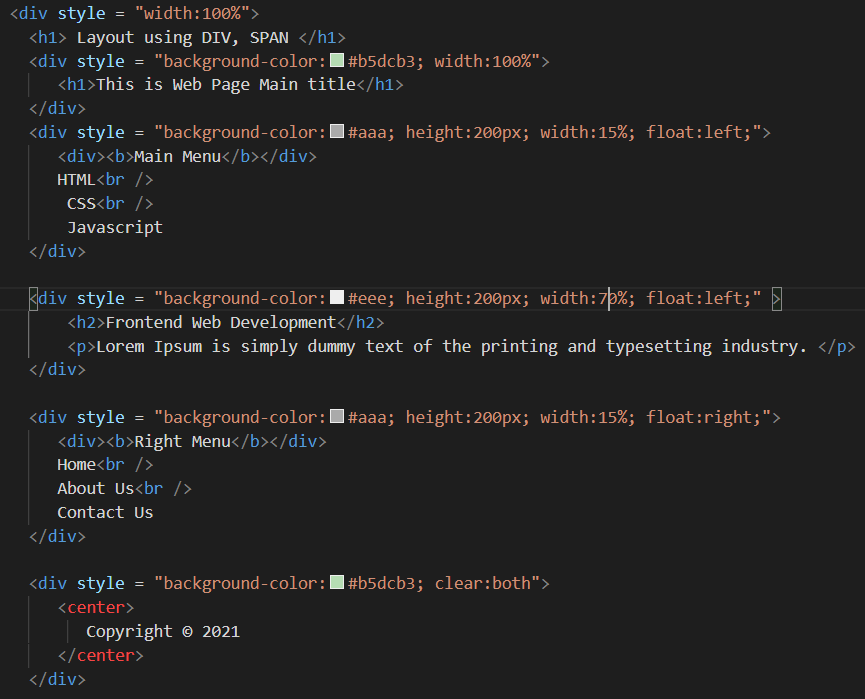 <div style = "width:100%">
<h1> Layout using DIV, SPAN </h1>
<div style = "background-color:#b5dcb3; width:100%">
<h1>This is Web Page Main title</h1>
</div>
<div style = "background-color:#aaa; height:200px; width:15%; float:left;">
<div><b>Main Menu</b></div>
HTML<br />
CSS<br />
Javascript
</div>
<div style = "background-color:#eee; height:200px; width:70%; float:left;" >
<h2>Frontend Web Development</h2>
<p>Lorem Ipsum is simply dummy text of the printing and typesetting industry. </p>
</div>
<div style = "background-color:#aaa; height:200px; width:15%; float:right;">
<div><b>Right Menu</b></div>
Home<br />
About Us<br />
Contact Us
</div>
<div style = "background-color:#b5dcb3; clear:both">
<center>
Copyright © 2021
</center>
</div>